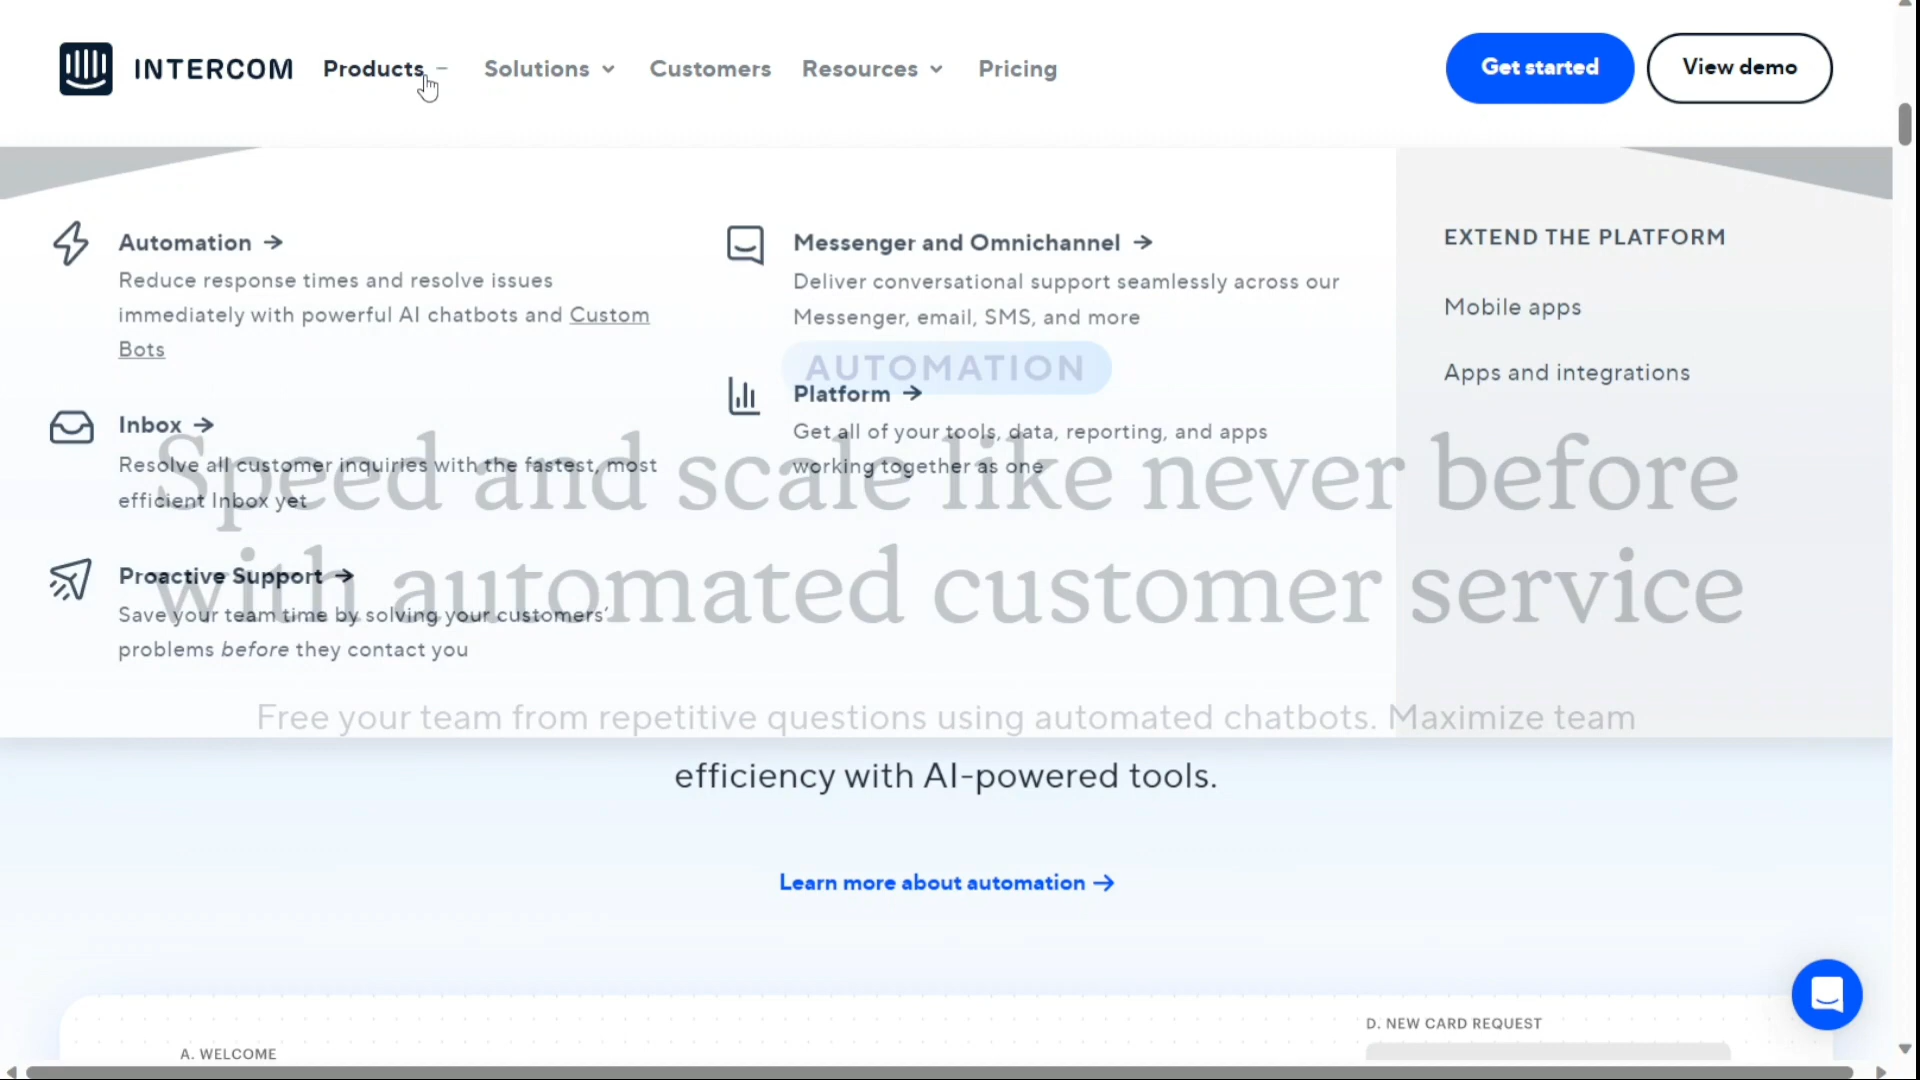 INTERCOM
Products
Solutions
Customers
Resources
Pricing
Get started
View demo
Automation →
Reduce response times and resolve issues
immediately with powerful AI chatbots and Custom
Bots
Inbox →
Resolve all customer inquiries with the fastest, most
efficient Inbox yet
Proactive Support →
Save your team time by solving your customers'
problems before they contact you
Messenger and Omnichannel →
Deliver conversational support seamlessly across our
Messenger, email, SMS, and more
Platform →
Get all of your tools, data, reporting, and apps
working together as one
EXTEND THE PLATFORM
Mobile apps
Apps and integrations
AUTOMATION
Speed and scale like never before
with automated customer service
Free your team from repetitive questions using automated chatbots. Maximize team
efficiency with AI-powered tools.
Learn more about automation →
A. WELCOME
D. NEW CARD REQUEST